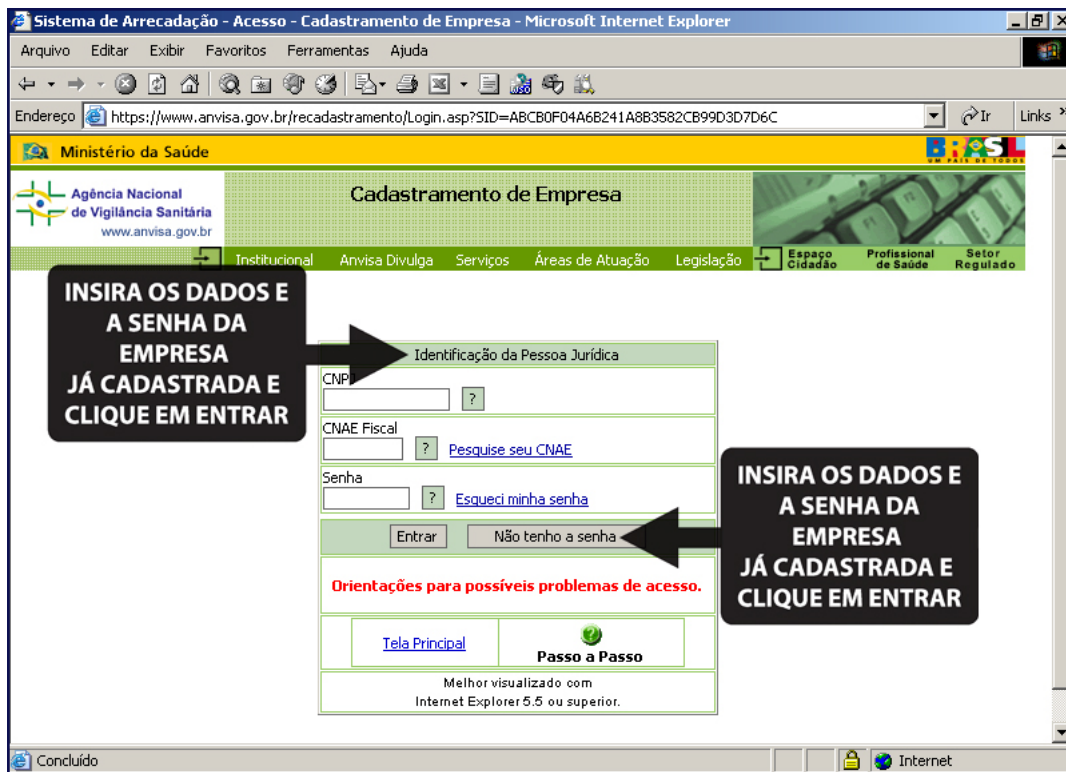 Sistema de Arrecadação - Acesso - Cadastramento de Empresa - Microsoft Internet Explorer
Arquivo Editar Exibir Favoritos Ferramentas Ajuda
Endereço https://www.anvisa.gov.br/recadastramento/Login.asp?SID=ABCB0F04A6B241A8B3582CB99D3D7D6C Ir Links
Ministério da Saúde
BRASIL
UM PAÍS DE TODOS
Agência Nacional
de Vigilância Sanitária
www.anvisa.gov.br
Cadastramento de Empresa
Institucional Anvisa Divulga Serviços Áreas de Atuação Legislação
Espaço
Cidadão
Profissional
de Saúde
Setor
Regulado
INSIRA OS DADOS E
A SENHA DA
EMPRESA
JÁ CADASTRADA E
CLIQUE EM ENTRAR
Identificação da Pessoa Jurídica
CNPJ
?
CNAE Fiscal
? Pesquise seu CNAE
Senha
? Esqueci minha senha
Entrar Não tenho a senha
INSIRA OS DADOS E
A SENHA DA
EMPRESA
JÁ CADASTRADA E
CLIQUE EM ENTRAR
Orientações para possíveis problemas de acesso.
Tela Principal
Passo a Passo
Melhor visualizado com
Internet Explorer 5.5 ou superior.
Concluído Internet